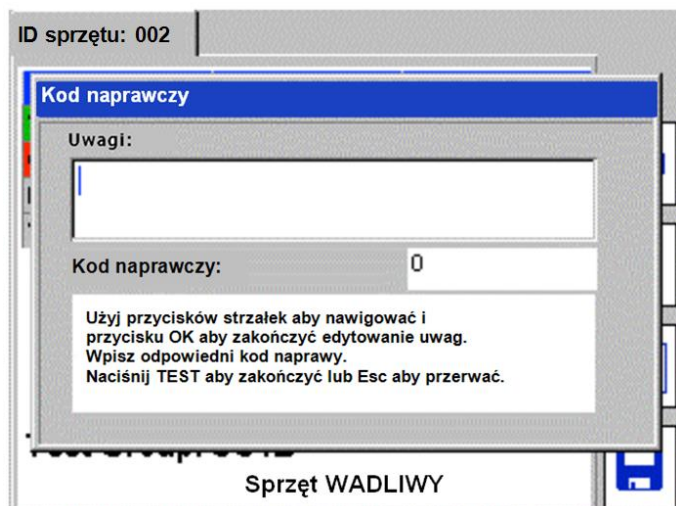 ID sprzętu: 002
Kod naprawczy
Uwagi:
Kod naprawczy: 0
Użyj przycisków strzałek aby nawigować i
przycisku OK aby zakończyć edytowanie uwag.
Wpisz odpowiedni kod naprawy.
Naciśnij TEST aby zakończyć lub Esc aby przerwać.
Sprzęt WADLIWY